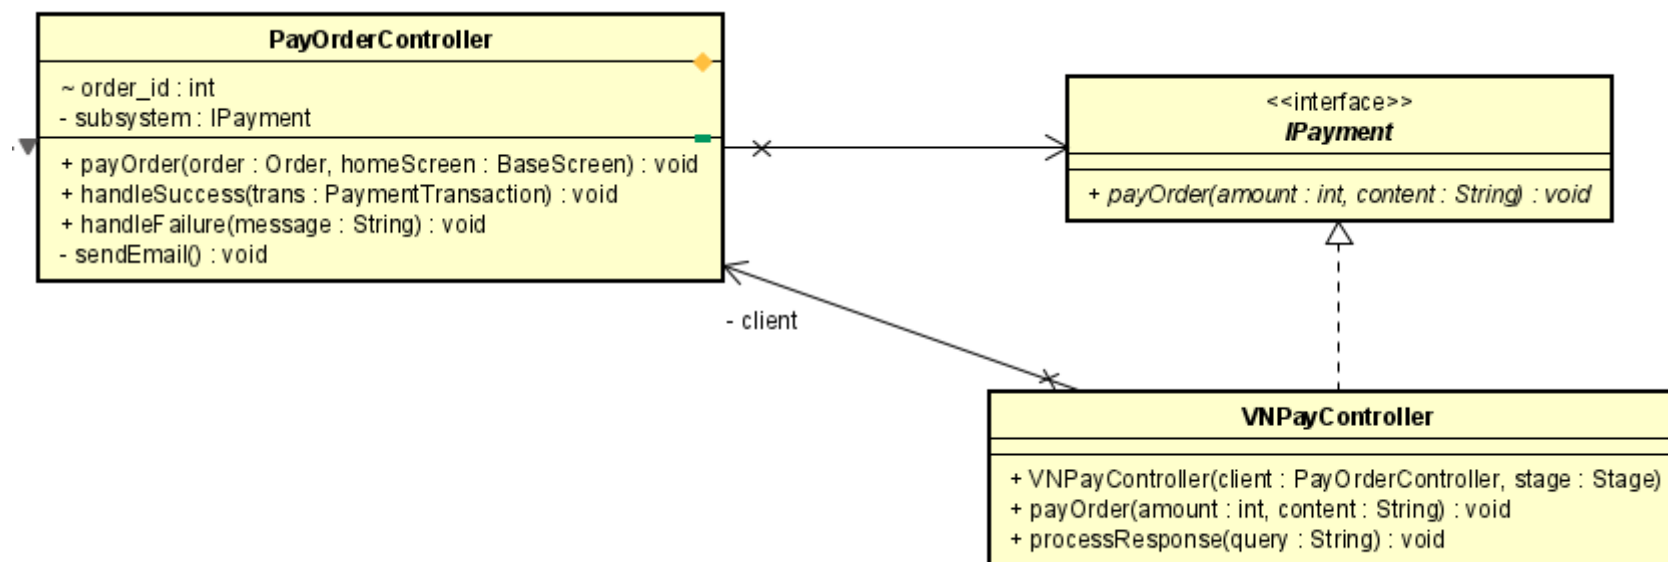 PayOrderController
~ order_id : int
- subsystem : IPayment
+ payOrder(order : Order, homeScreen : BaseScreen) : void
+ handleSuccess(trans : PaymentTransaction) : void
+ handleFailure(message : String) : void
- sendEmail() : void
<<interface>>
IPayment
+ payOrder(amount : int, content : String) : void
- client
VNPayController
+ VNPayController(client : PayOrderController, stage : Stage)
+ payOrder(amount : int, content : String) : void
+ processResponse(query : String) : void